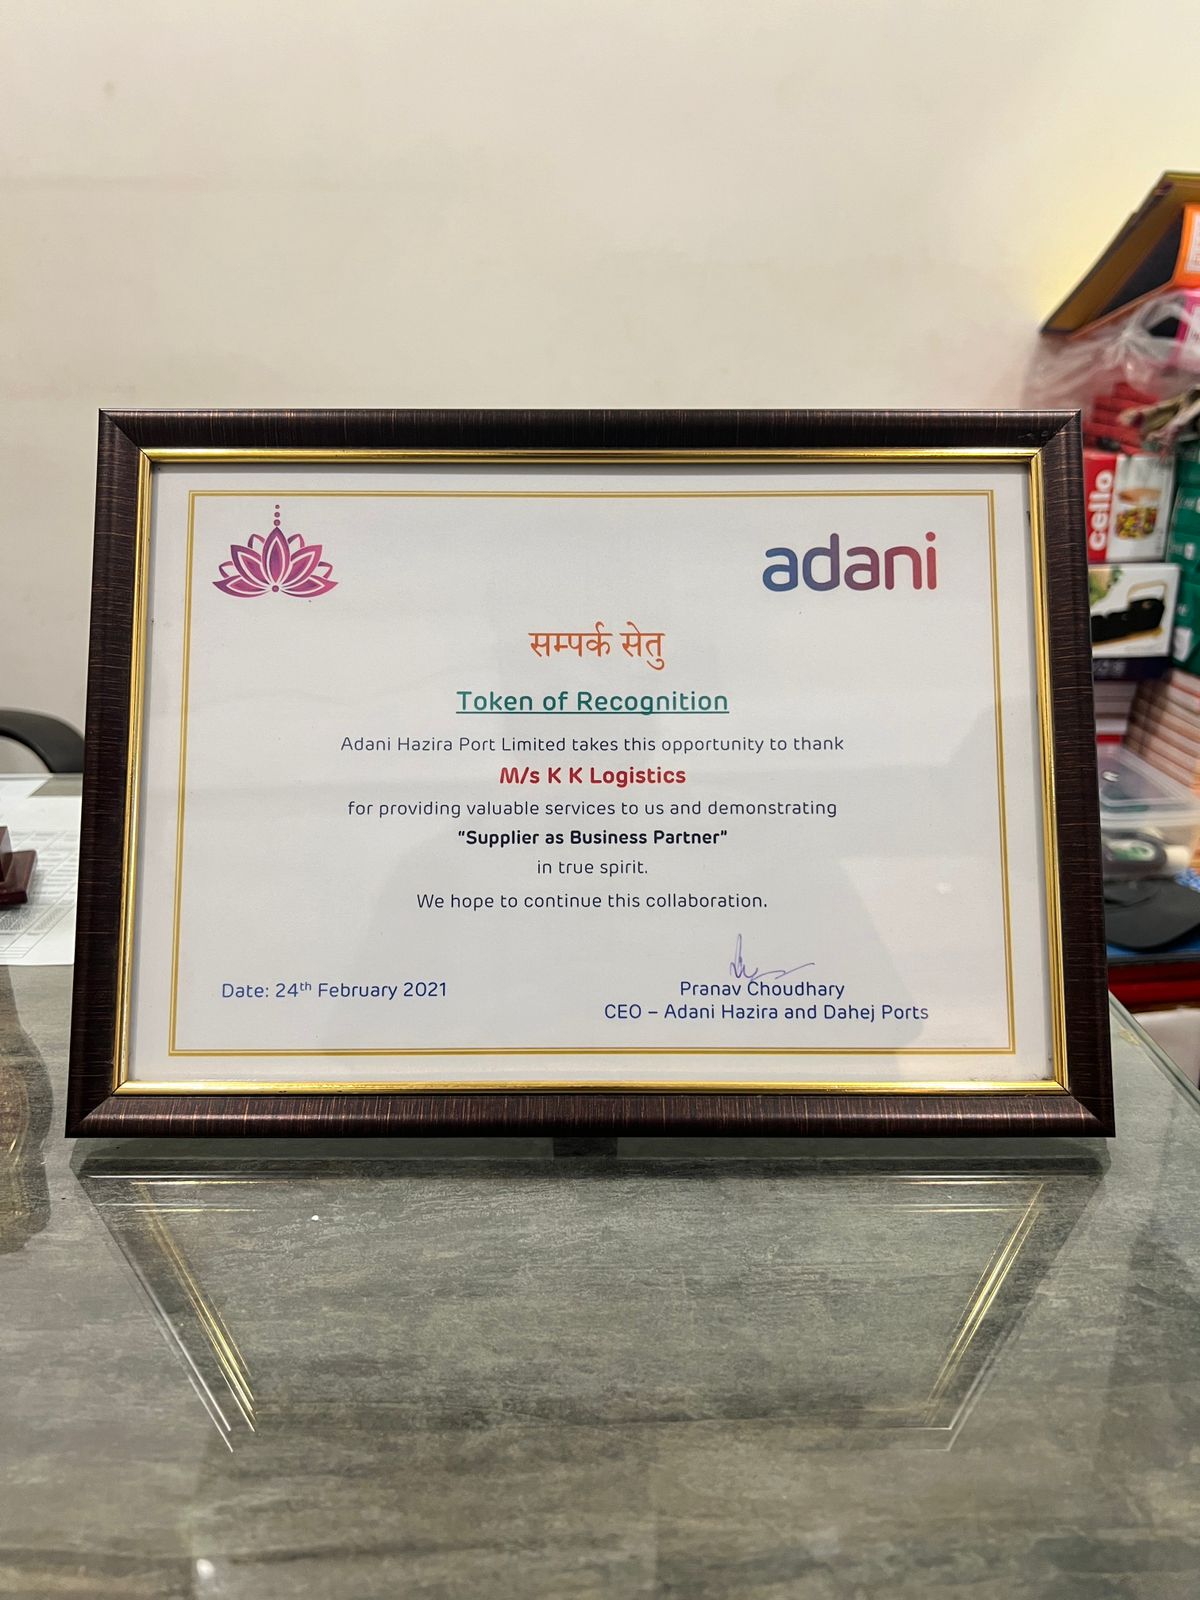 adani
सम्पर्क सेतु
Token of Recognition
Adani Hazira Port Limited takes this opportunity to thank
M/s K K Logistics
for providing valuable services to us and demonstrating
“Supplier as Business Partner”
in true spirit.
We hope to continue this collaboration.
Date: 24th February 2021
Pranav Choudhary
CEO – Adani Hazira and Dahej Ports
cello